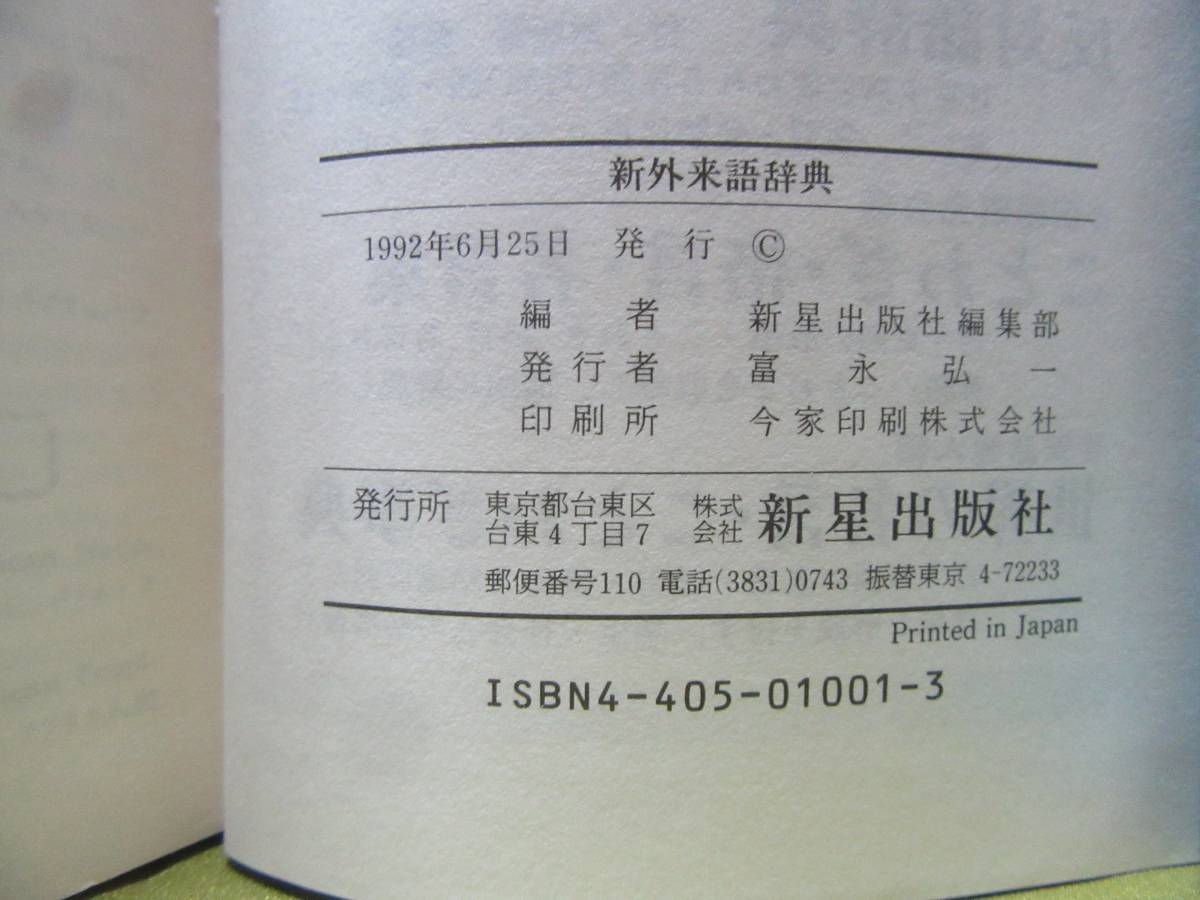 新外来語辞典
1992年6月25日 発 行 ©
編 者 新星出版社編集部
発行者 富永弘一
印刷所 今家印刷株式会社
発行所 東京都台東区 株式 新星出版社
台東4丁目7 会社
郵便番号110 電話(3831)0743 振替東京 4-72233
Printed in Japan
ISBN4-405-01001-3